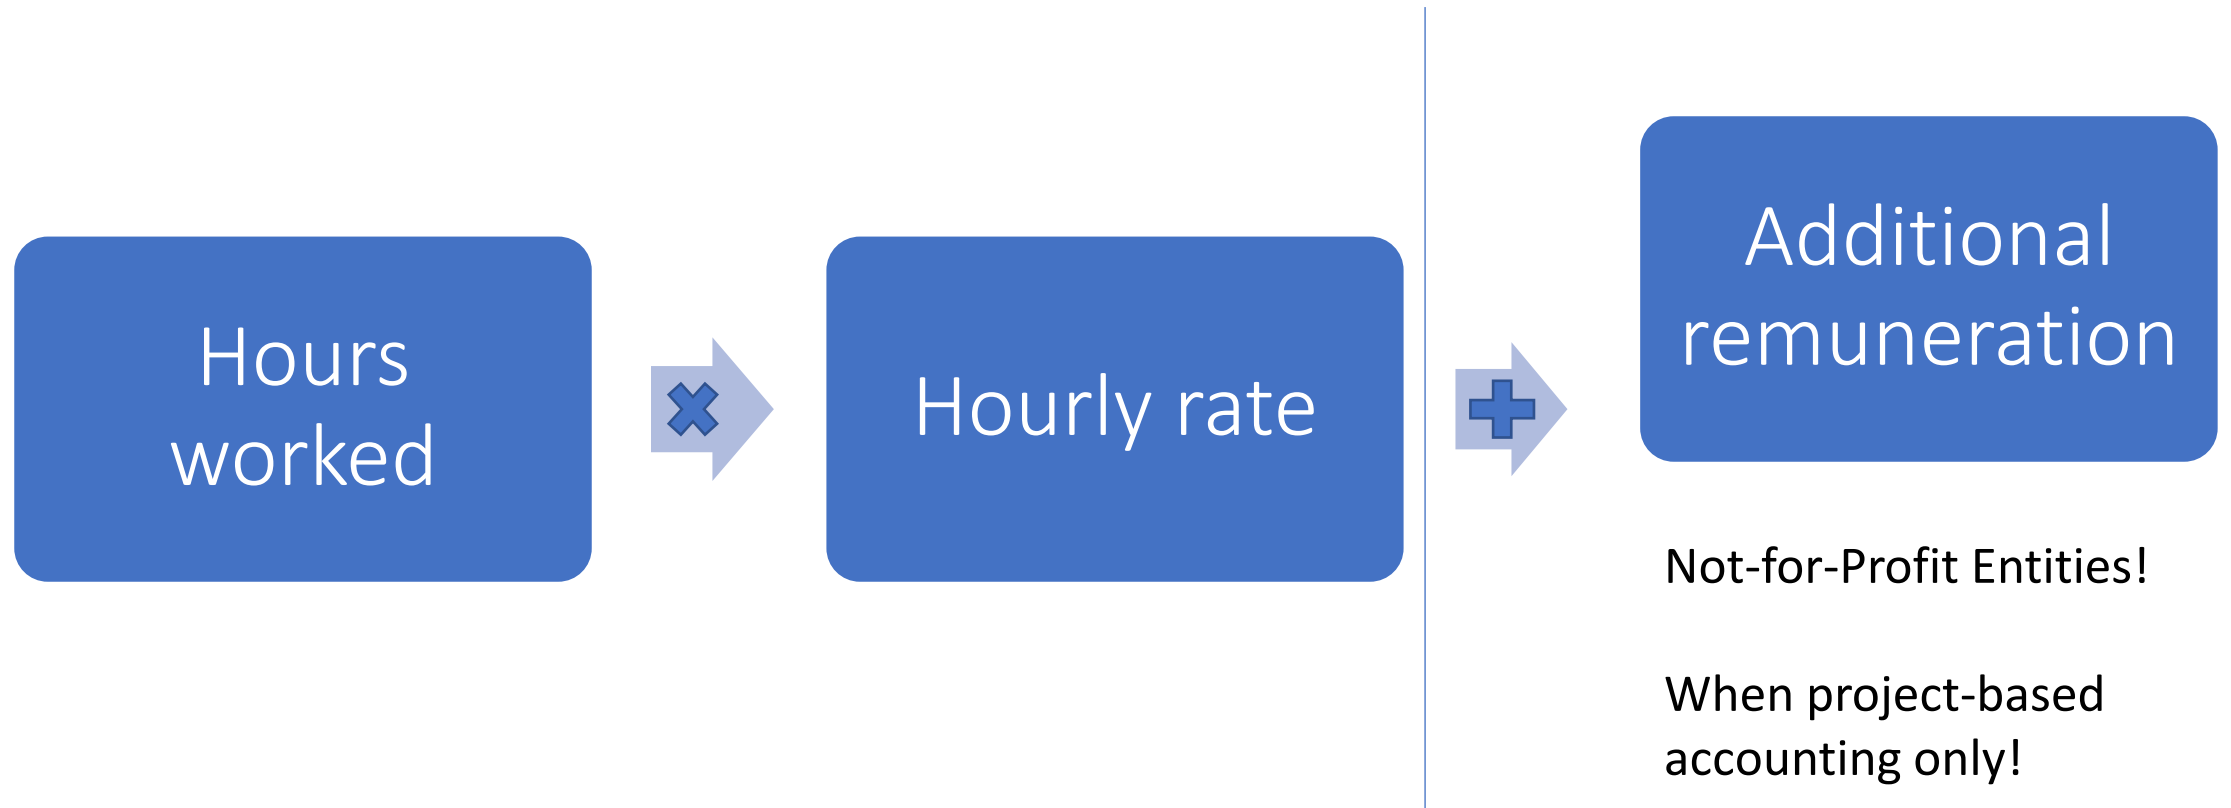 Hours
worked
Hourly rate
Additional
remuneration
Not-for-Profit Entities!
When project-based
accounting only!